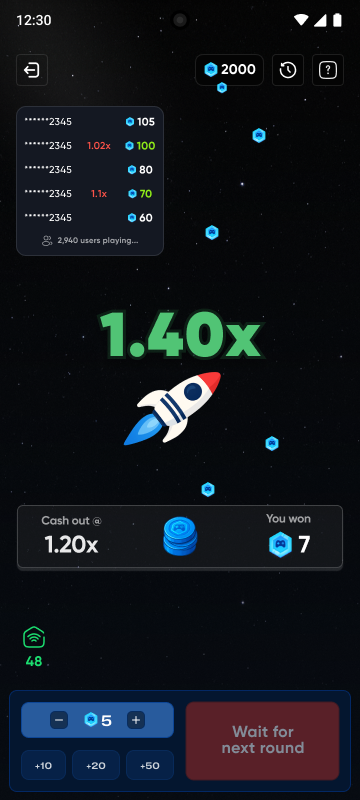 12:30
2000
******2345 105
******2345 1.02x 100
******2345 80
******2345 1.1x 70
******2345 60
2,940 users playing...
1.40x
Cash out @ You won
1.20x 7
48
− 5 +
+10 +20 +50
Wait for
next round